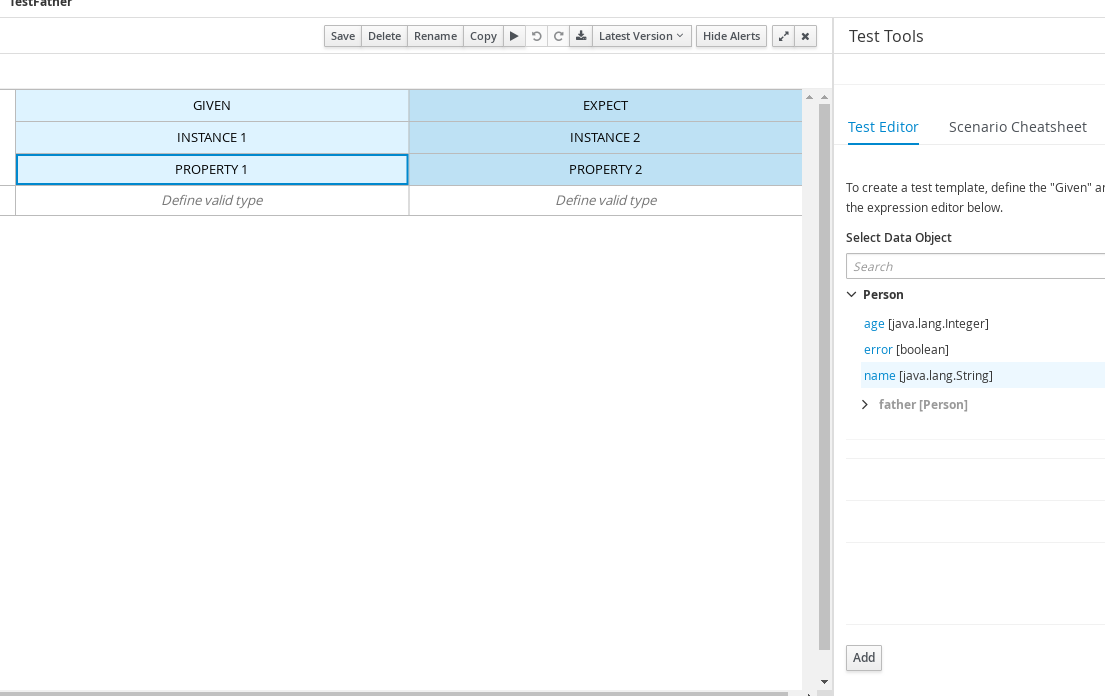 TestFather
Save Delete Rename Copy Latest Version Hide Alerts
Test Tools
GIVEN EXPECT
INSTANCE 1 INSTANCE 2
PROPERTY 1 PROPERTY 2
Define valid type Define valid type
Test Editor Scenario Cheatsheet
To create a test template, define the "Given"
the expression editor below.
Select Data Object
Search
Person
age [java.lang.Integer]
error [boolean]
name [java.lang.String]
father [Person]
Add